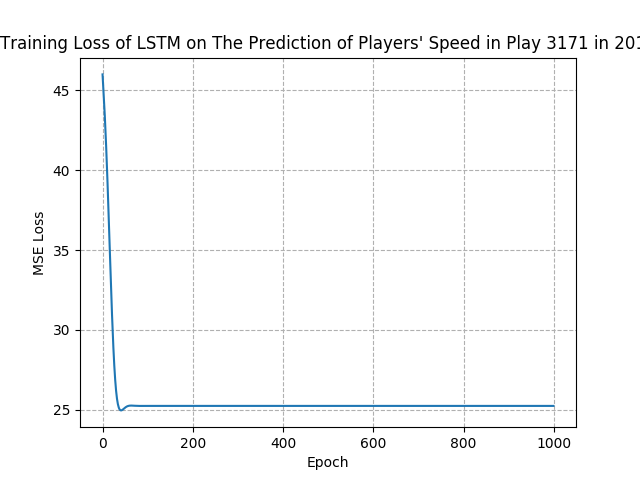 Training Loss of LSTM on The Prediction of Players' Speed in Play 3171 in 201
45
40
35
30
25
MSE Loss
0 200 400 600 800 1000
Epoch